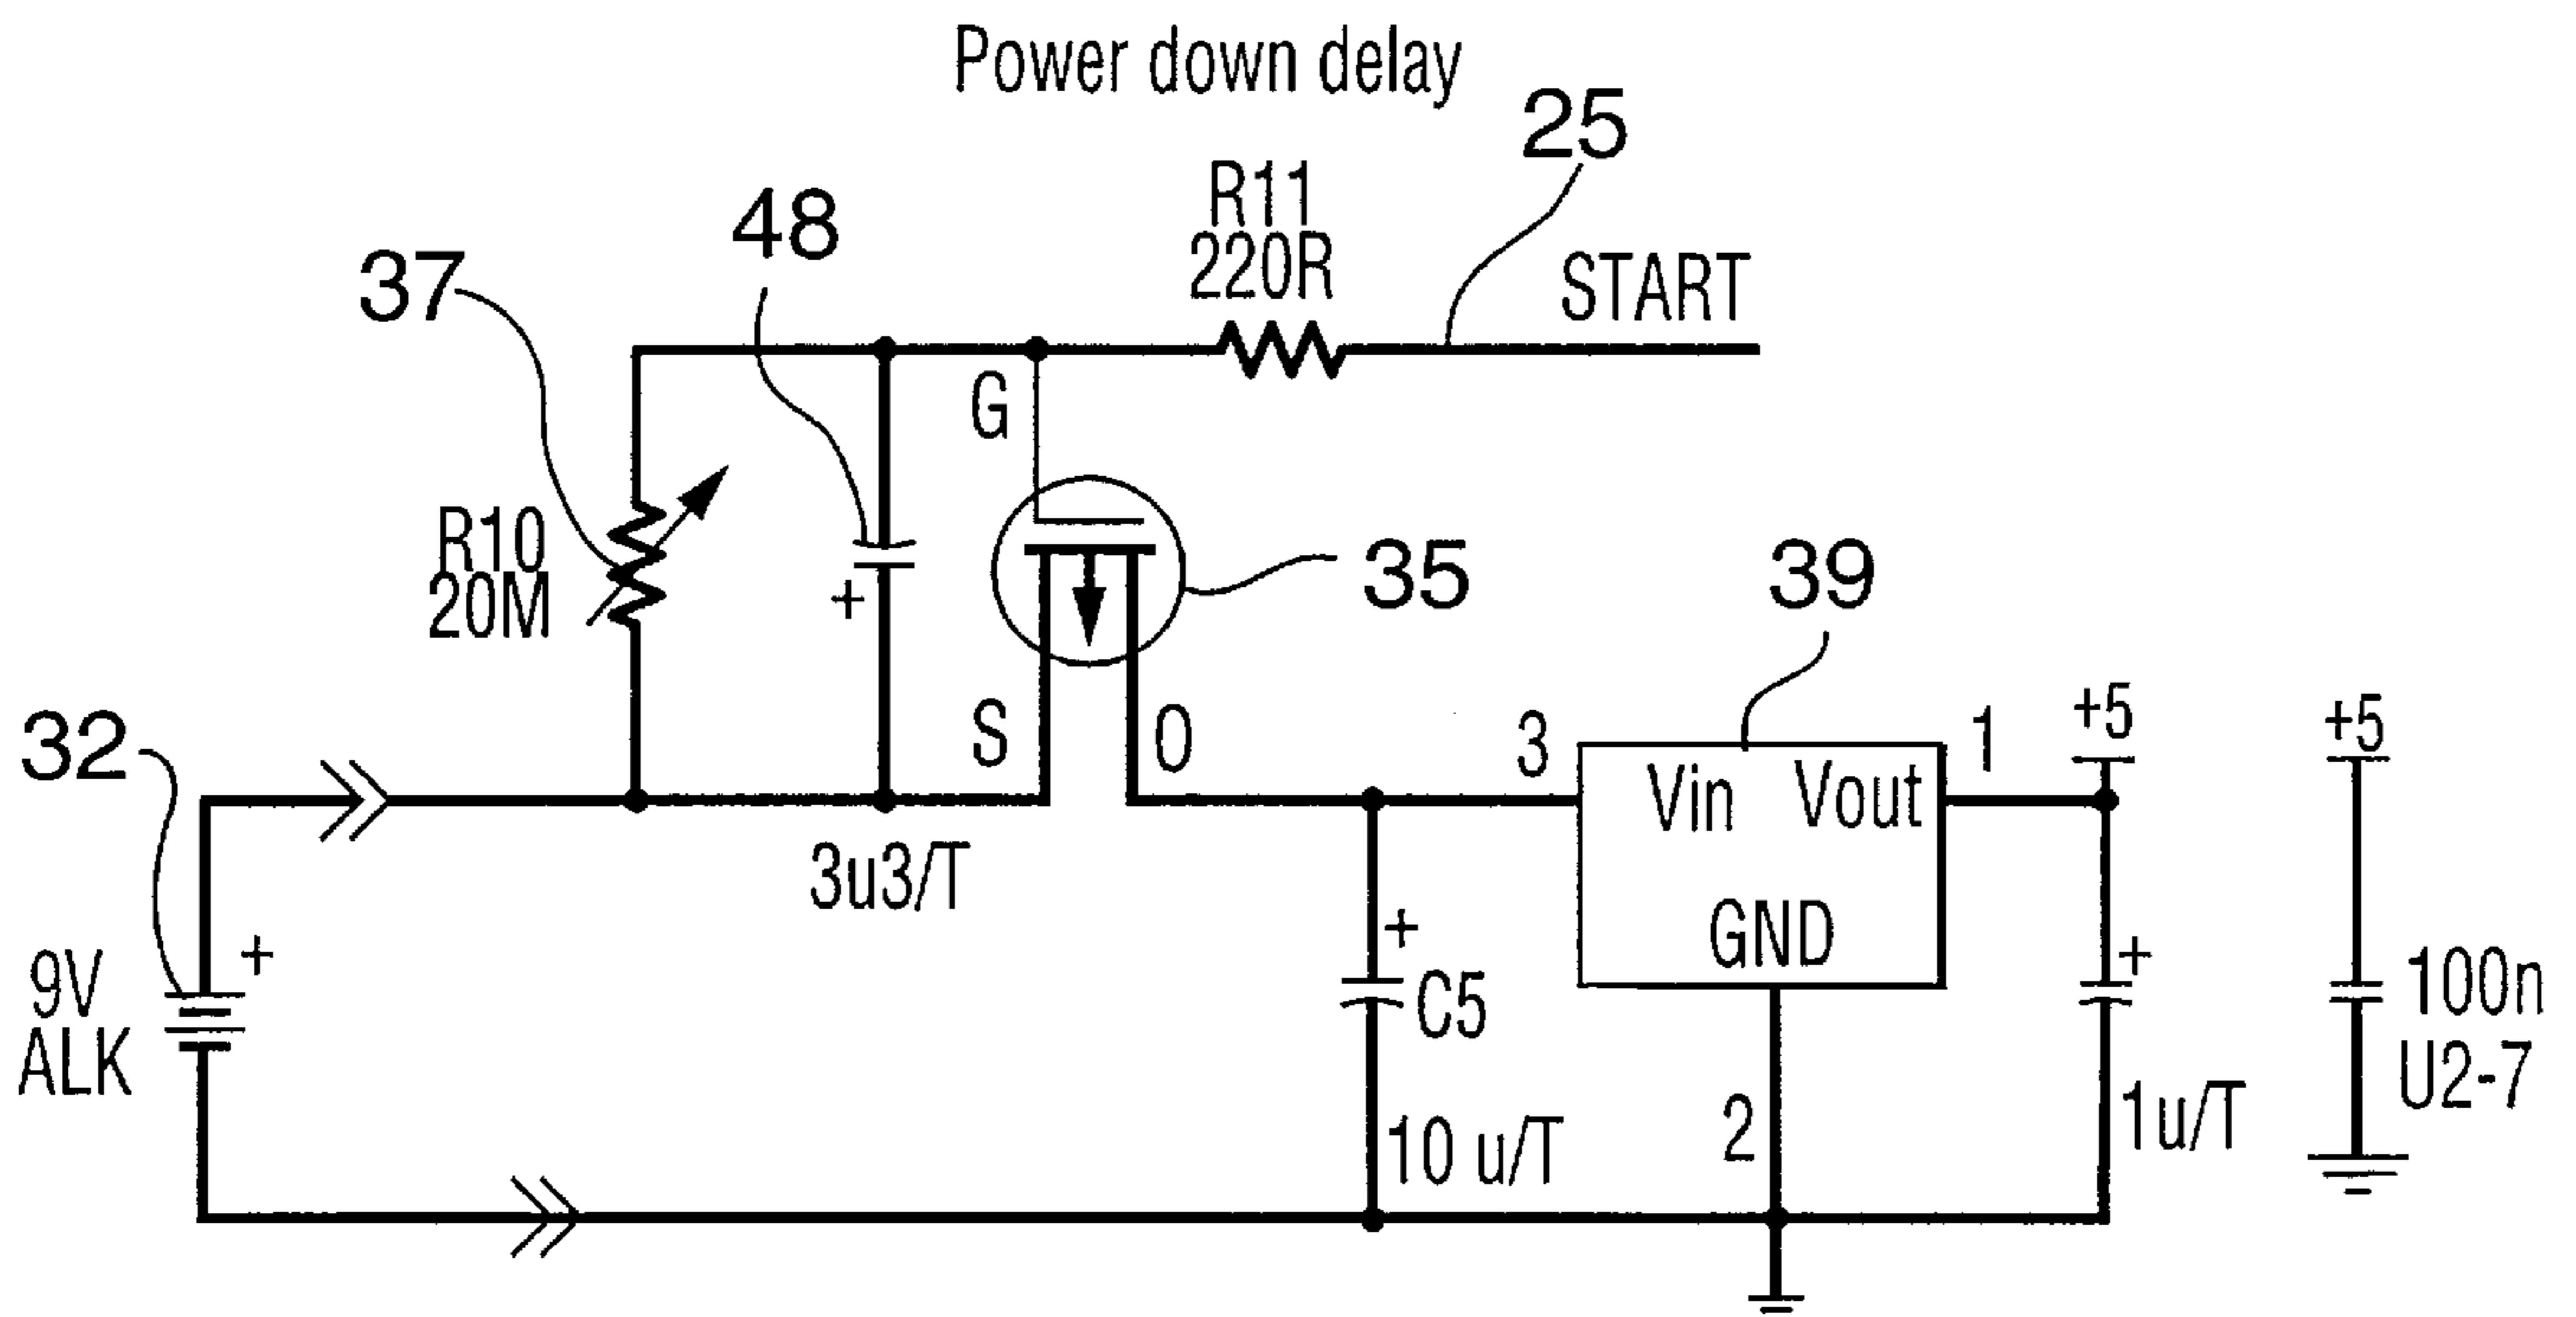 Power down delay
25
R11
220R
START
48
37
G
R10
20M
+
35
39
S
O
3
1
+5
+5
32
Vin
Vout
3u3/T
+
9V
ALK
+
C5
GND
+
100n
U2-7
10 u/T
2
1u/T